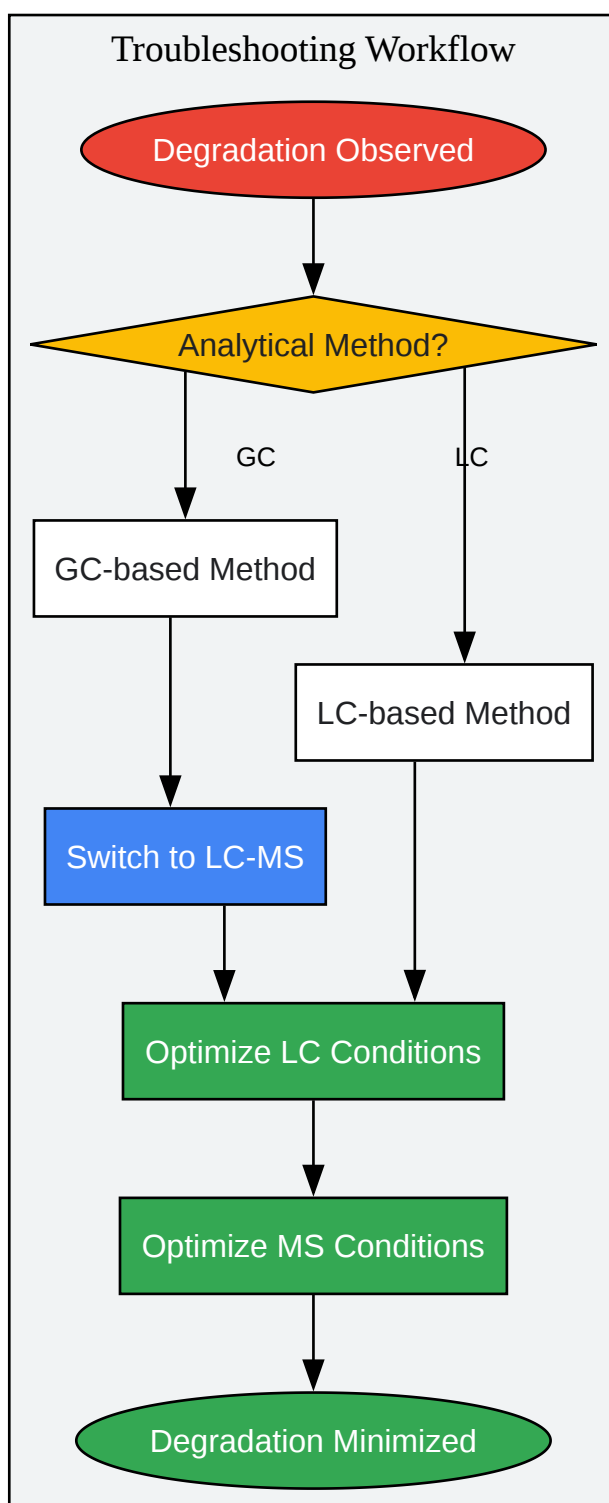 Troubleshooting Workflow
Degradation Observed
Analytical Method?
GC
LC
GC-based Method
LC-based Method
Switch to LC-MS
Optimize LC Conditions
Optimize MS Conditions
Degradation Minimized